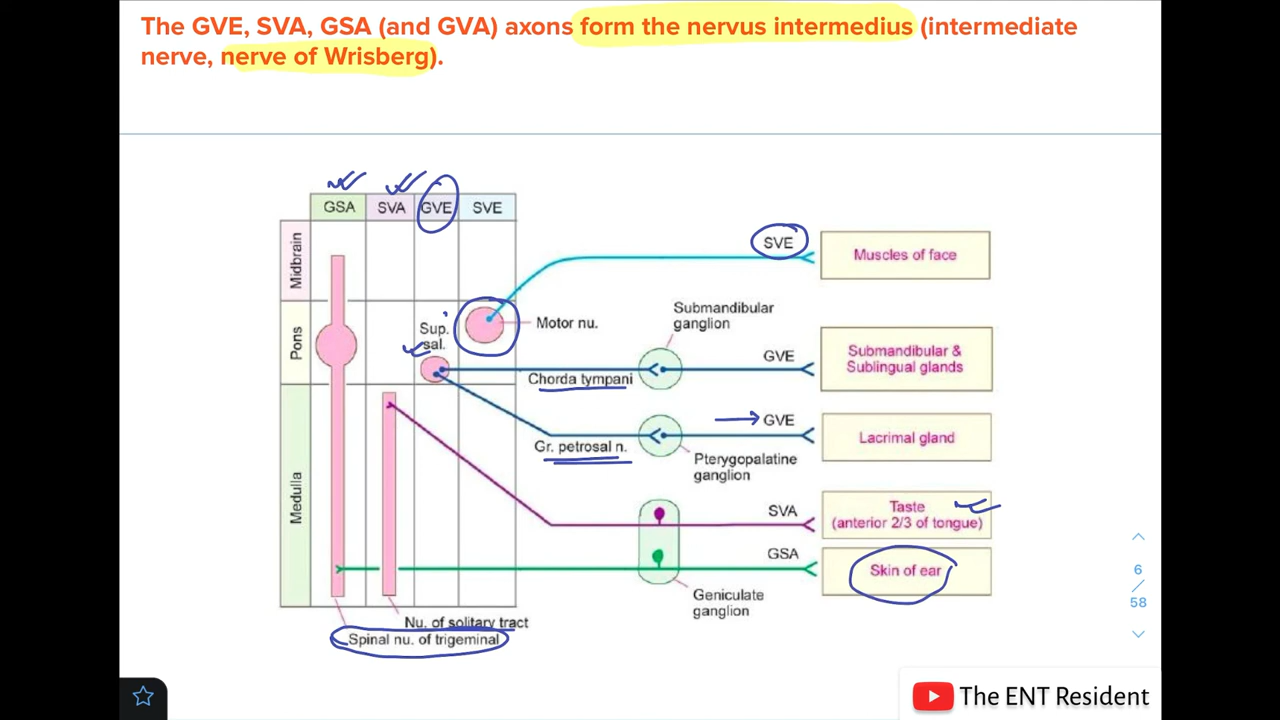 The GVE, SVA, GSA (and GVA) axons form the nervus intermedius (intermediate
nerve, nerve of Wrisberg).
GSA SVA GVE SVE
Midbrain
Pons
Medulla
SVE
Muscles of face
Motor nu.
Sup.
sal.
Submandibular
ganglion
Chorda tympani
GVE
Submandibular &
Sublingual glands
Gr. petrosal n.
GVE
Lacrimal gland
Pterygopalatine
ganglion
SVA
Taste
(anterior 2/3 of tongue)
GSA
Skin of ear
Geniculate
ganglion
Nu. of solitary tract
Spinal nu. of trigeminal
6
/
58
The ENT Resident